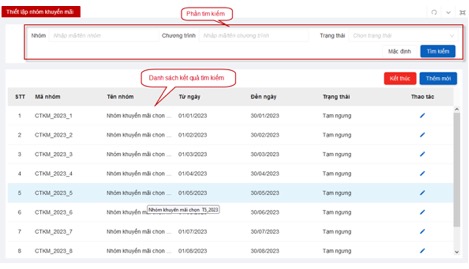 Thiết lập nhóm khuyến mãi
Phần tìm kiếm
Nhóm Nhập mã/tên nhóm Chương trình Nhập mã/tên chương trình Trạng thái Chọn trạng thái
Mặc định Tìm kiếm
Danh sách kết quả tìm kiếm
Kết thúc Thêm mới
STT Mã nhóm Tên nhóm Từ ngày Đến ngày Trạng thái Thao tác
1 CTKM_2023_1 Nhóm khuyến mãi chọn ... 01/01/2023 30/01/2023 Tạm ngưng
2 CTKM_2023_2 Nhóm khuyến mãi chọn ... 01/02/2023 30/02/2023 Tạm ngưng
3 CTKM_2023_3 Nhóm khuyến mãi chọn ... 01/03/2023 30/03/2023 Tạm ngưng
4 CTKM_2023_4 Nhóm khuyến mãi chọn ... 01/04/2023 30/04/2023 Tạm ngưng
5 CTKM_2023_5 Nhóm khuyến mãi chọn ... 01/05/2023 30/05/2023 Tạm ngưng
Nhóm khuyến mãi chọn T5_2023
6 CTKM_2023_6 30/06/2023 Tạm ngưng
7 CTKM_2023_7 Nhóm khuyến mãi chọn ... 01/07/2023 30/07/2023 Tạm ngưng
8 CTKM_2023_8 Nhóm khuyến mãi chọn ... 01/08/2023 30/08/2023 Tạm ngưng